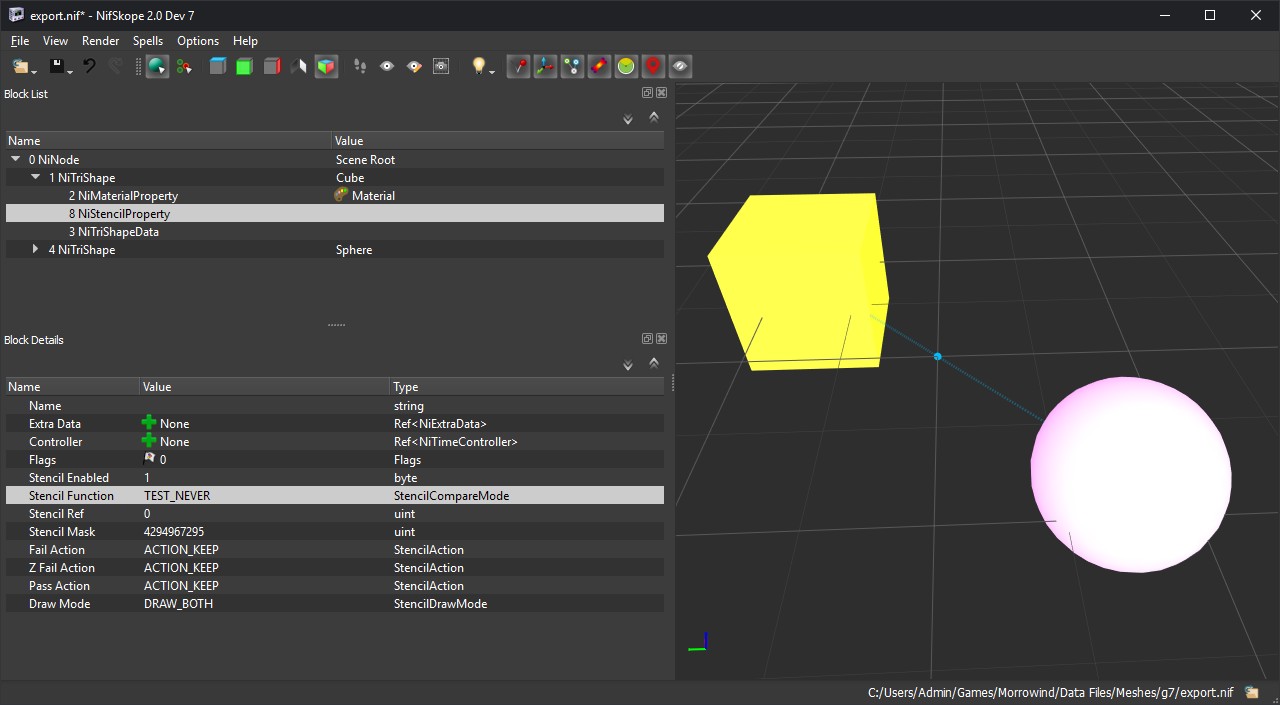 export.nif* - NifSkope 2.0 Dev 7
File View Render Spells Options Help
Block List
Name Value
0 NiNode Scene Root
1 NiTriShape Cube
2 NiMaterialProperty Material
8 NiStencilProperty
3 NiTriShapeData
4 NiTriShape Sphere
Block Details
Name Value Type
Name string
Extra Data None Ref<NiExtraData>
Controller None Ref<NiTimeController>
Flags 0 Flags
Stencil Enabled 1 byte
Stencil Function TEST_NEVER StencilCompareMode
Stencil Ref 0 uint
Stencil Mask 4294967295 uint
Fail Action ACTION_KEEP StencilAction
Z Fail Action ACTION_KEEP StencilAction
Pass Action ACTION_KEEP StencilAction
Draw Mode DRAW_BOTH StencilDrawMode
C:/Users/Admin/Games/Morrowind/Data Files/Meshes/g7/export.nif